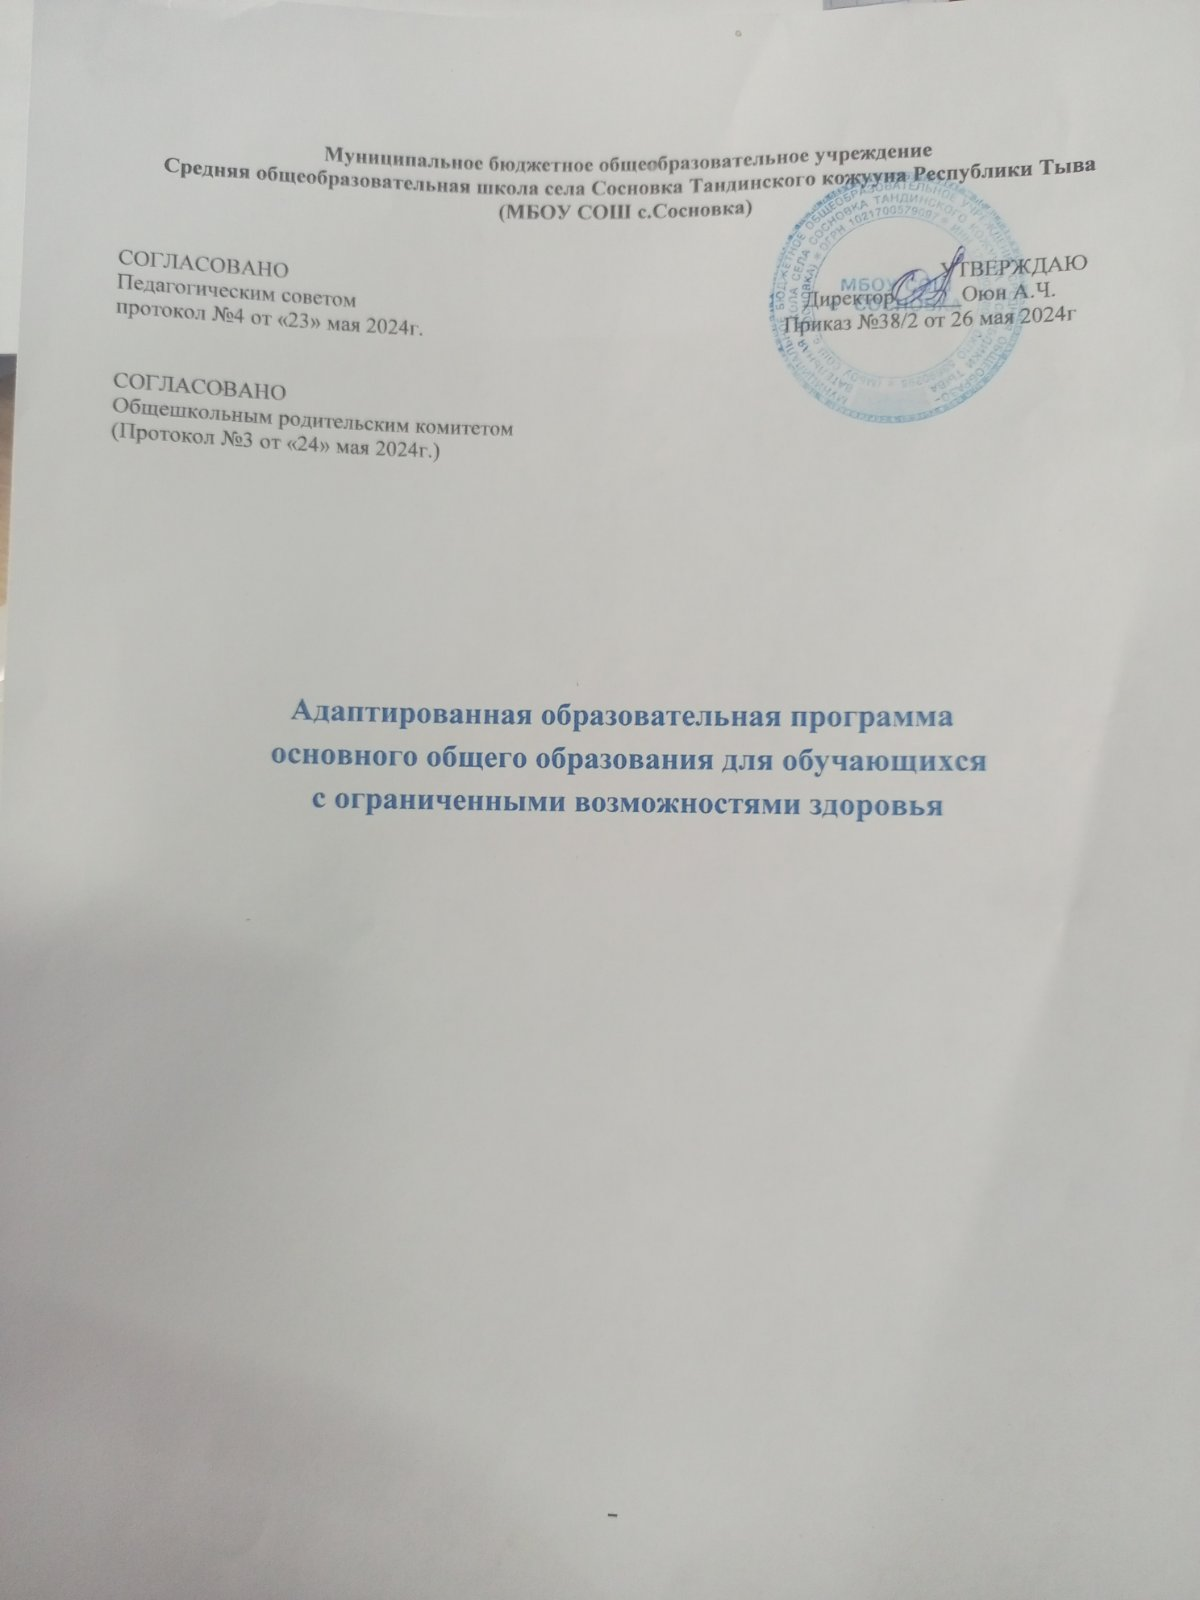 Муниципальное бюджетное общеобразовательное учреждение
Средняя общеобразовательная школа села Сосновка Тандинского кожууна Республики Тыва
(МБОУ СОШ с.Сосновка)
СОГЛАСОВАНО
Педагогическим советом
протокол №4 от «23» мая 2024г.
УТВЕРЖДАЮ
Директор Оюн А.Ч.
Приказ №38/2 от 26 мая 2024г
СОГЛАСОВАНО
Общешкольным родительским комитетом
(Протокол №3 от «24» мая 2024г.)
Адаптированная образовательная программа
основного общего образования для обучающихся
с ограниченными возможностями здоровья